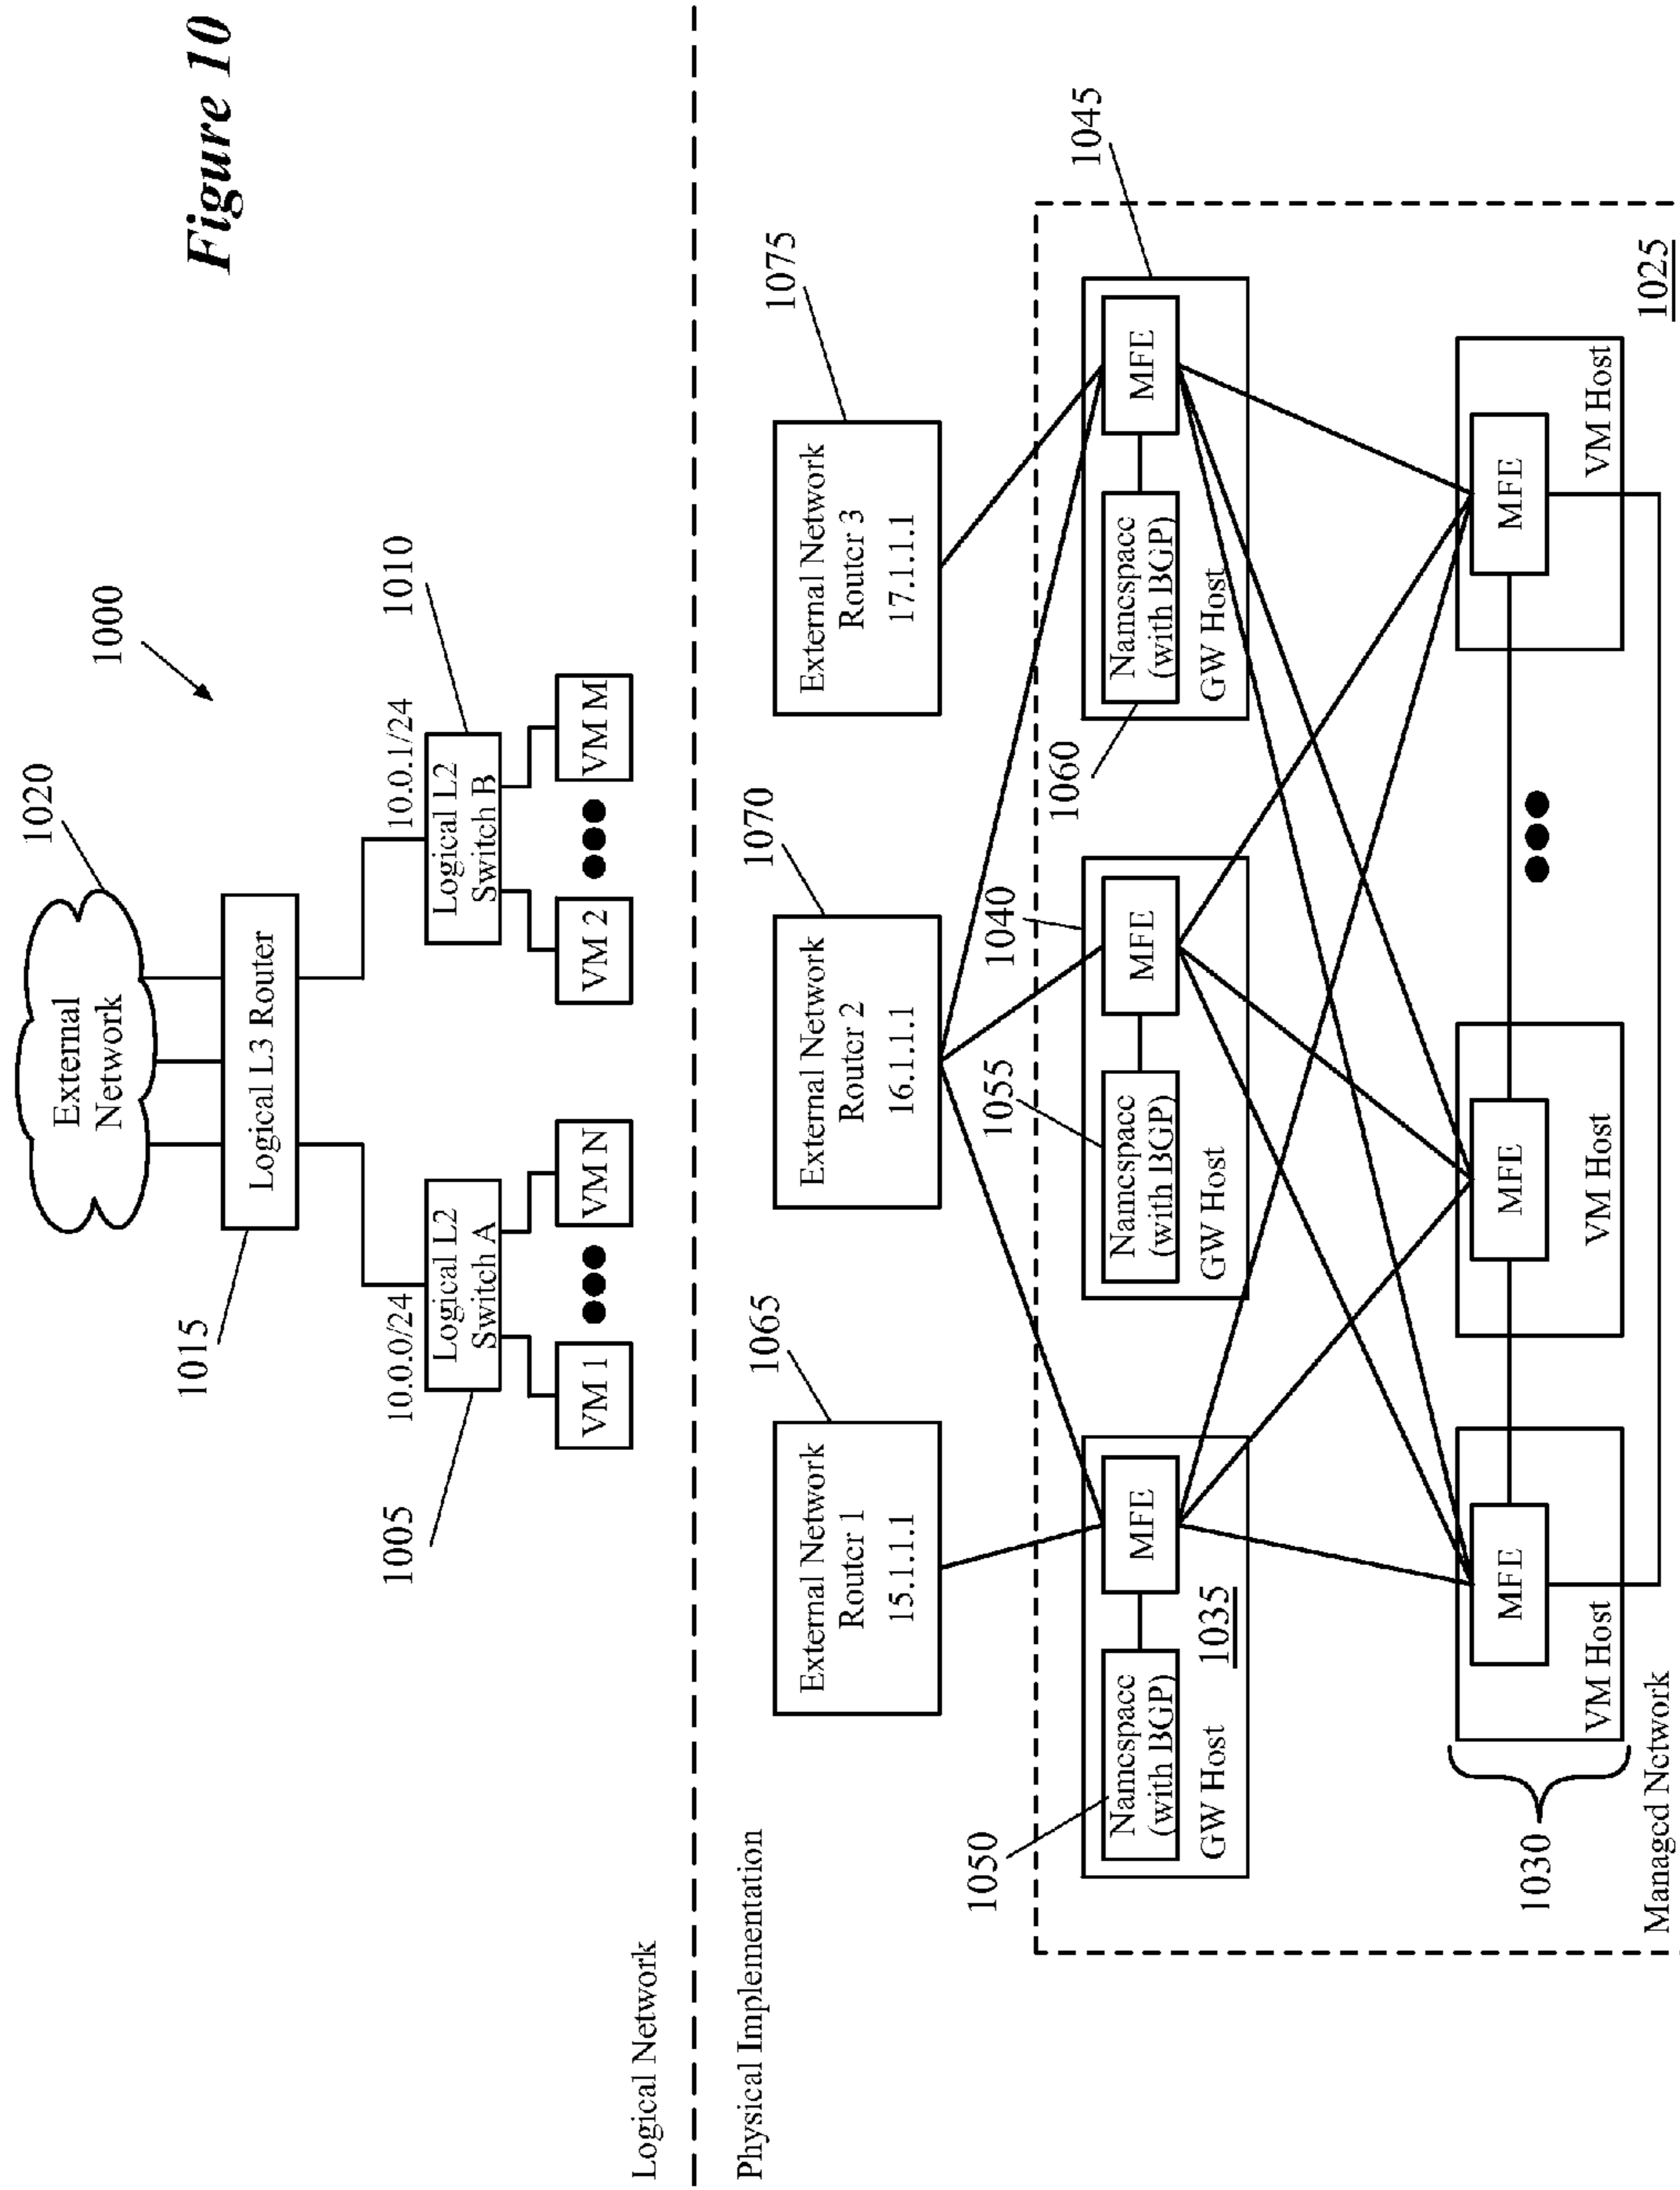 Figure 10
1000
1020
External
Network
1015
Logical L3 Router
10.0.0/24
10.0.1/24
1005
Logical L2
Switch A
Logical L2
Switch B
1010
VM 1
VM N
VM 2
VM M
Logical Network
Physical Implementation
1065
1070
1075
External Network
Router 1
15.1.1.1
External Network
Router 2
16.1.1.1
External Network
Router 3
17.1.1.1
1050
1055
1040
1060
1045
Namespace
(with BGP)
MFE
GW Host
1035
Namespace
(with BGP)
MFE
GW Host
Namespace
(with BGP)
MFE
GW Host
1030
MFE
VM Host
MFE
VM Host
MFE
VM Host
Managed Network
1025